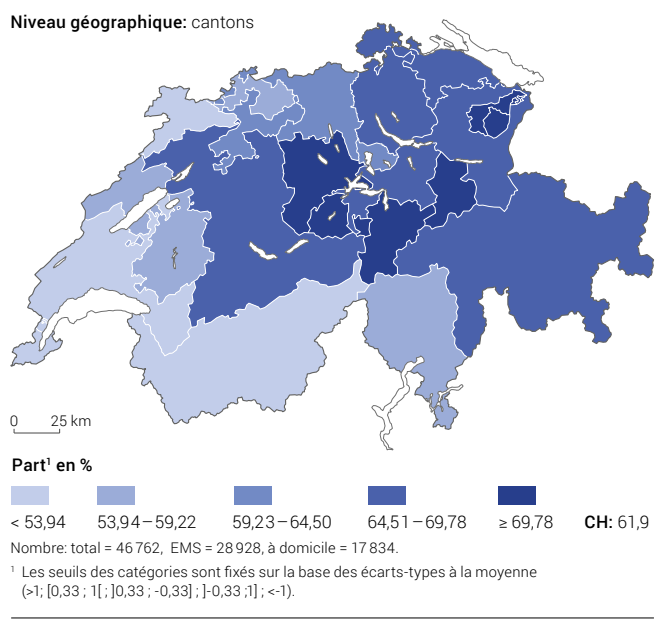 Niveau géographique: cantons
0 25 km
Part¹ en %
< 53,94 53,94–59,22 59,23–64,50 64,51–69,78 ≥ 69,78 CH: 61,9
Nombre: total = 46 762, EMS = 28 928, à domicile = 17 834.
¹ Les seuils des catégories sont fixés sur la base des écarts-types à la moyenne
(>1; [0,33 ; 1[ ; ]0,33 ; -0,33] ; ]-0,33 ;1] ; <-1).